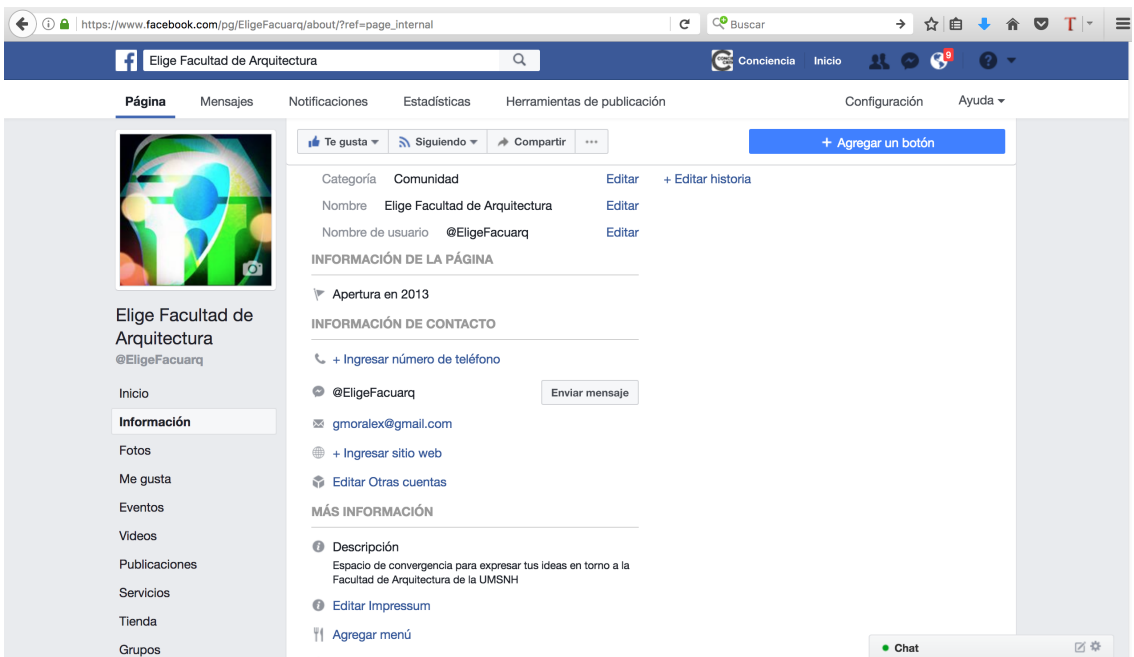 https://www.facebook.com/pg/EligeFacuarq/about/?ref=page_internal
Buscar
Elige Facultad de Arquitectura
Conciencia
Inicio
9
Página
Mensajes
Notificaciones
Estadísticas
Herramientas de publicación
Configuración
Ayuda
Te gusta
Siguiendo
Compartir
+ Agregar un botón
Categoría Comunidad Editar
+ Editar historia
Nombre Elige Facultad de Arquitectura Editar
Nombre de usuario @EligeFacuarq Editar
INFORMACIÓN DE LA PÁGINA
Apertura en 2013
INFORMACIÓN DE CONTACTO
+ Ingresar número de teléfono
@EligeFacuarq
Enviar mensaje
gmoralex@gmail.com
+ Ingresar sitio web
Editar Otras cuentas
MÁS INFORMACIÓN
Descripción
Espacio de convergencia para expresar tus ideas en torno a la
Facultad de Arquitectura de la UMSNH
Editar Impressum
Agregar menú
Elige Facultad de
Arquitectura
@EligeFacuarq
Inicio
Información
Fotos
Me gusta
Eventos
Videos
Publicaciones
Servicios
Tienda
Grupos
Chat